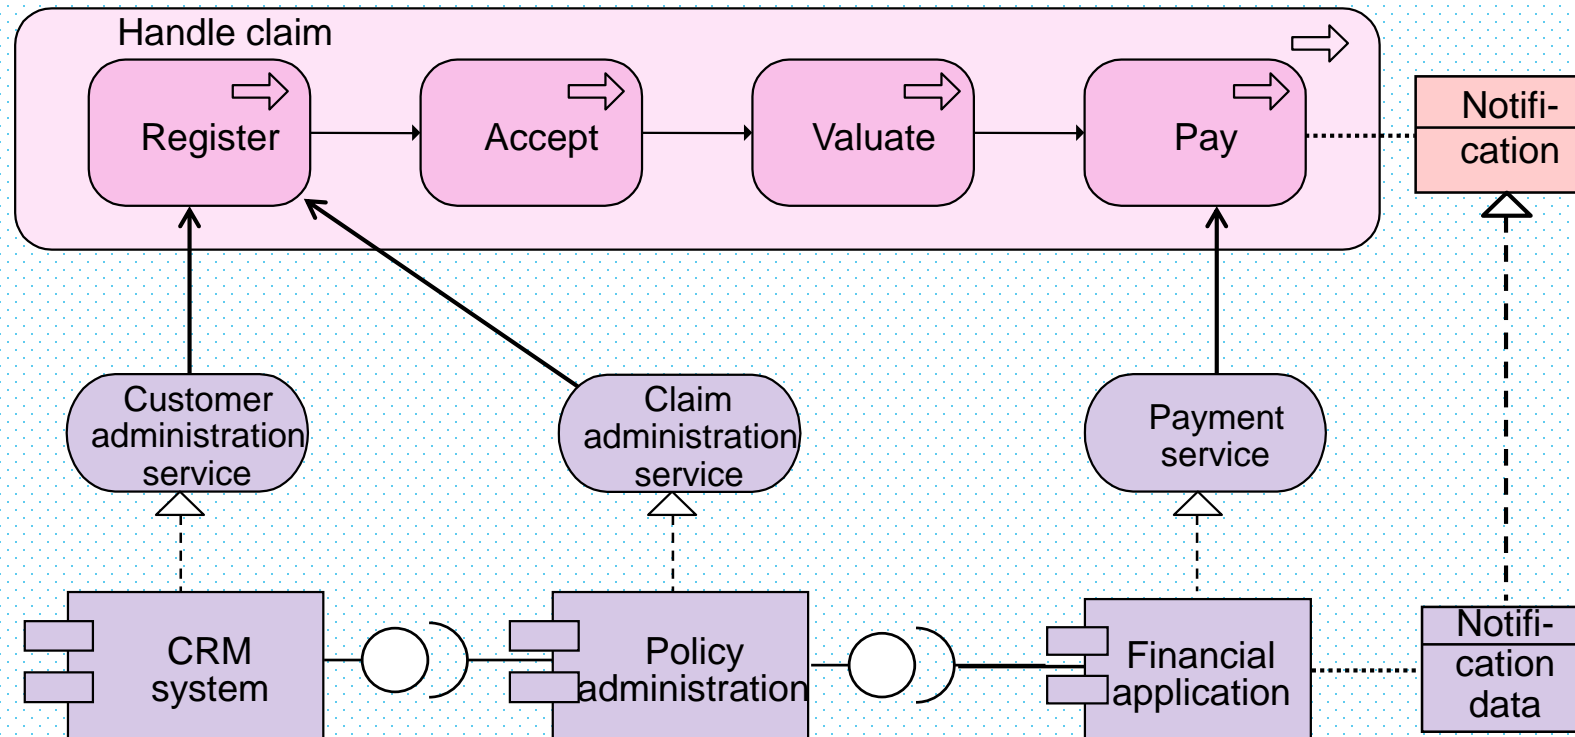 Handle claim
Register
Accept
Valuate
Pay
Notifi-
cation
Customer
administration
service
Claim
administration
service
Payment
service
CRM
system
Policy
administration
Financial
application
Notifi-
cation
data